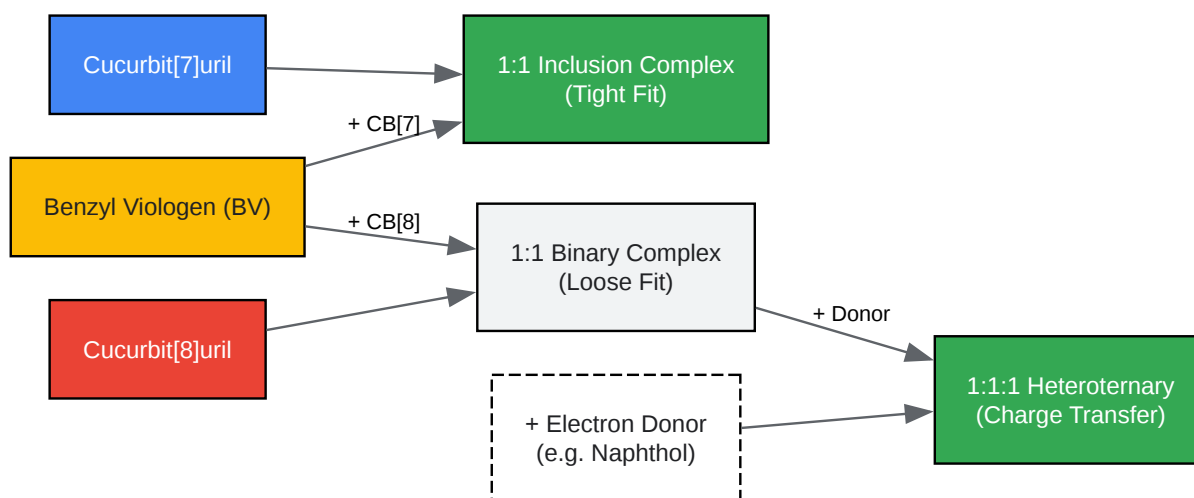 Cucurbit[7]uril
1:1 Inclusion Complex
(Tight Fit)
+ CB[7]
Benzyl Viologen (BV)
+ CB[8]
1:1 Binary Complex
(Loose Fit)
Cucurbit[8]uril
+ Donor
1:1:1 Heteroternary
(Charge Transfer)
+ Electron Donor
(e.g. Naphthol)